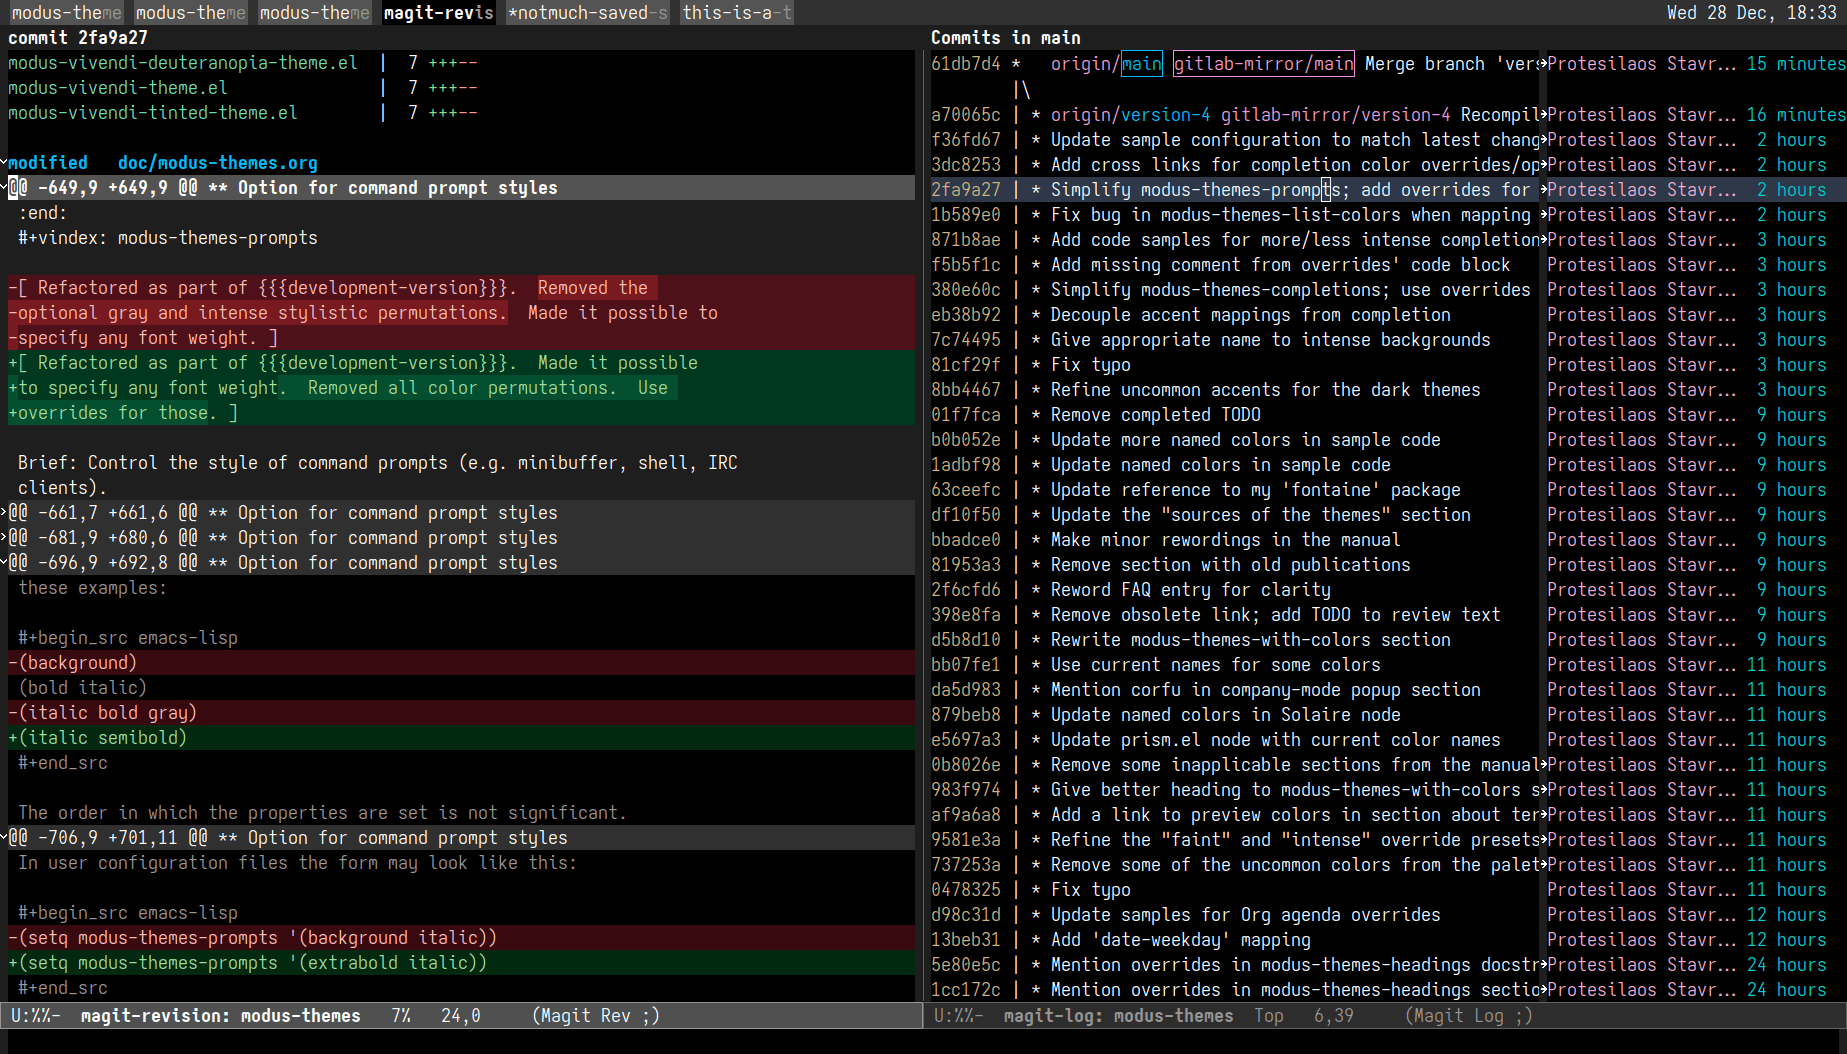 modus-theme modus-theme modus-theme magit-revis *notmuch-saved-s this-is-a-t Wed 28 Dec, 18:33
commit 2fa9a27
modus-vivendi-deuteranopia-theme.el | 7 +++--
modus-vivendi-theme.el | 7 +++--
modus-vivendi-tinted-theme.el | 7 +++--
modified doc/modus-themes.org
@@ -649,9 +649,9 @@ ** Option for command prompt styles
:end:
#+vindex: modus-themes-prompts
-[ Refactored as part of {{{development-version}}}.  Removed the
-optional gray and intense stylistic permutations.  Made it possible to
-specify any font weight. ]
+[ Refactored as part of {{{development-version}}}.  Made it possible
+to specify any font weight.  Removed all color permutations.  Use
+overrides for those. ]
Brief: Control the style of command prompts (e.g. minibuffer, shell, IRC
clients).
@@ -661,7 +661,6 @@ ** Option for command prompt styles
@@ -681,9 +680,6 @@ ** Option for command prompt styles
@@ -696,9 +692,8 @@ ** Option for command prompt styles
these examples:
#+begin_src emacs-lisp
-(background)
(bold italic)
-(italic bold gray)
+(italic semibold)
#+end_src
The order in which the properties are set is not significant.
@@ -706,9 +701,11 @@ ** Option for command prompt styles
In user configuration files the form may look like this:
#+begin_src emacs-lisp
-(setq modus-themes-prompts '(background italic))
+(setq modus-themes-prompts '(extrabold italic))
#+end_src
U:%%- magit-revision: modus-themes 7% 24,0 (Magit Rev ;)
Commits in main
61db7d4 * origin/main gitlab-mirror/main Merge branch 'vers Protesilaos Stavr... 15 minutes
|\
a70065c | * origin/version-4 gitlab-mirror/version-4 Recompil Protesilaos Stavr... 16 minutes
f36fd67 | * Update sample configuration to match latest chang Protesilaos Stavr... 2 hours
3dc8253 | * Add cross links for completion color overrides/op Protesilaos Stavr... 2 hours
2fa9a27 | * Simplify modus-themes-prompts; add overrides for Protesilaos Stavr... 2 hours
1b589e0 | * Fix bug in modus-themes-list-colors when mapping Protesilaos Stavr... 2 hours
871b8ae | * Add code samples for more/less intense completion Protesilaos Stavr... 3 hours
f5b5f1c | * Add missing comment from overrides' code block Protesilaos Stavr... 3 hours
380e60c | * Simplify modus-themes-completions; use overrides Protesilaos Stavr... 3 hours
eb38b92 | * Decouple accent mappings from completion Protesilaos Stavr... 3 hours
7c74495 | * Give appropriate name to intense backgrounds Protesilaos Stavr... 3 hours
81cf29f | * Fix typo Protesilaos Stavr... 3 hours
8bb4467 | * Refine uncommon accents for the dark themes Protesilaos Stavr... 3 hours
01f7fca | * Remove completed TODO Protesilaos Stavr... 9 hours
b0b052e | * Update more named colors in sample code Protesilaos Stavr... 9 hours
1adbf98 | * Update named colors in sample code Protesilaos Stavr... 9 hours
63ceefc | * Update reference to my 'fontaine' package Protesilaos Stavr... 9 hours
df10f50 | * Update the "sources of the themes" section Protesilaos Stavr... 9 hours
bbadce0 | * Make minor rewordings in the manual Protesilaos Stavr... 9 hours
81953a3 | * Remove section with old publications Protesilaos Stavr... 9 hours
2f6cfd6 | * Reword FAQ entry for clarity Protesilaos Stavr... 9 hours
398e8fa | * Remove obsolete link; add TODO to review text Protesilaos Stavr... 9 hours
d5b8d10 | * Rewrite modus-themes-with-colors section Protesilaos Stavr... 9 hours
bb07fe1 | * Use current names for some colors Protesilaos Stavr... 11 hours
da5d983 | * Mention corfu in company-mode popup section Protesilaos Stavr... 11 hours
879beb8 | * Update named colors in Solaire node Protesilaos Stavr... 11 hours
e5697a3 | * Update prism.el node with current color names Protesilaos Stavr... 11 hours
0b8026e | * Remove some inapplicable sections from the manual Protesilaos Stavr... 11 hours
983f974 | * Give better heading to modus-themes-with-colors s Protesilaos Stavr... 11 hours
af9a6a8 | * Add a link to preview colors in section about ter Protesilaos Stavr... 11 hours
9581e3a | * Refine the "faint" and "intense" override presets Protesilaos Stavr... 11 hours
737253a | * Remove some of the uncommon colors from the palet Protesilaos Stavr... 11 hours
0478325 | * Fix typo Protesilaos Stavr... 11 hours
d98c31d | * Update samples for Org agenda overrides Protesilaos Stavr... 12 hours
13beb31 | * Add 'date-weekday' mapping Protesilaos Stavr... 12 hours
5e80e5c | * Mention overrides in modus-themes-headings docstr Protesilaos Stavr... 24 hours
1cc172c | * Mention overrides in modus-themes-headings sectio Protesilaos Stavr... 24 hours
U:%%- magit-log: modus-themes Top 6,39 (Magit Log ;)